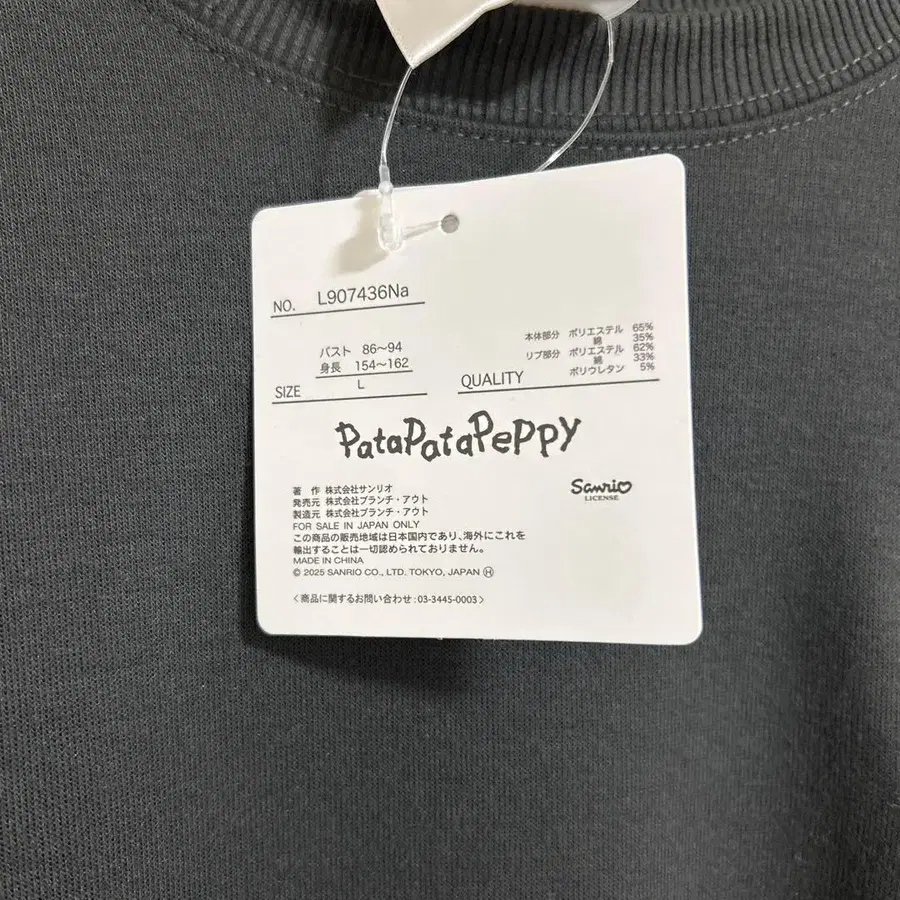 NO. L907436Na
バスト 86〜94
身長 154〜162
SIZE L
本体部分 ポリエステル 65%
綿 35%
リブ部分 ポリエステル 62%
綿 33%
ポリウレタン 5%
QUALITY
PataPataPeppy
著 作 株式会社サンリオ
発売元 株式会社ブランチ・アウト
製造元 株式会社ブランチ・アウト
FOR SALE IN JAPAN ONLY
この商品の販売地域は日本国内であり、海外にこれを
輸出することは一切認められておりません。
MADE IN CHINA
© 2025 SANRIO CO., LTD. TOKYO, JAPAN Ⓗ
〈商品に関するお問い合わせ:03-3445-0003〉
Sanrio
LICENSE